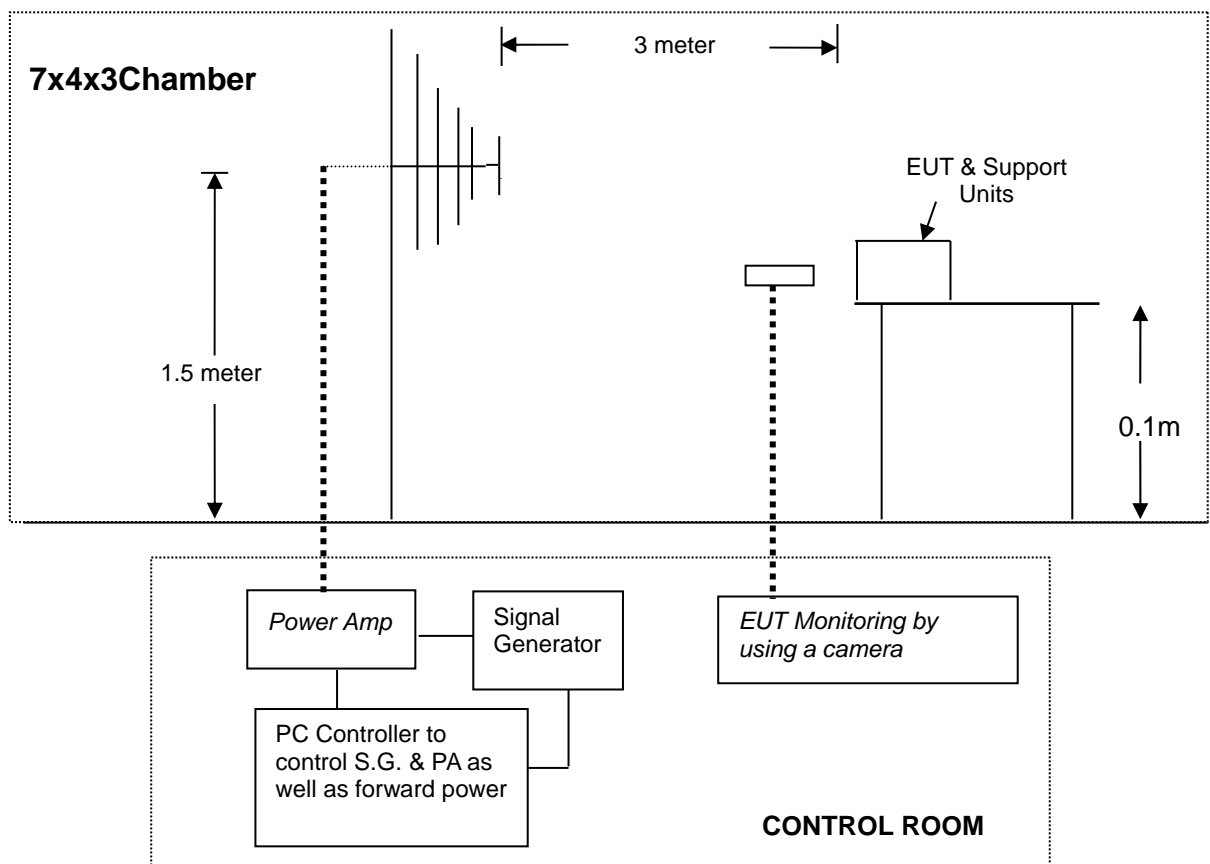 3 meter
7x4x3Chamber
EUT & Support
Units
1.5 meter
0.1m
Power Amp
Signal
Generator
EUT Monitoring by
using a camera
PC Controller to
control S.G. & PA as
well as forward power
CONTROL ROOM